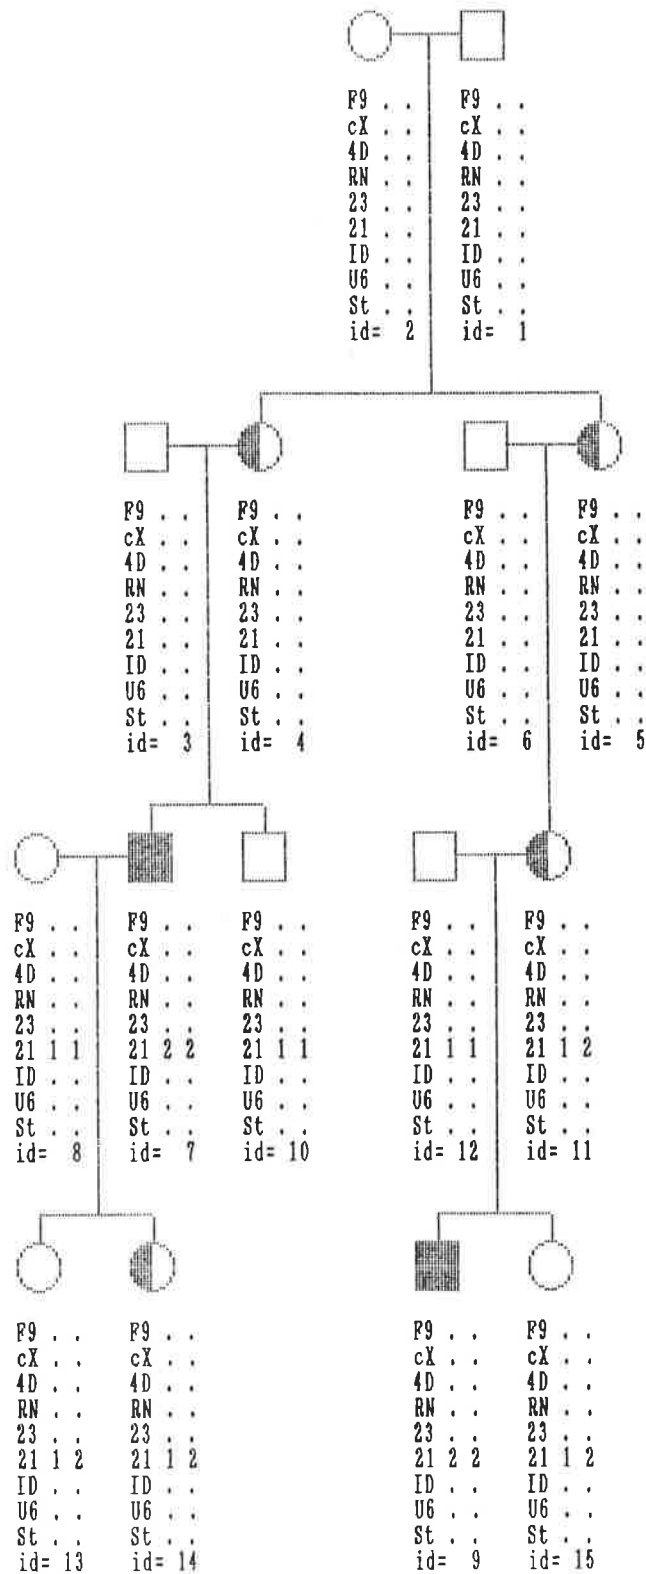 F9 . . F9 . .
cX . . cX . .
4D . . 4D . .
RN . . RN . .
23 . . 23 . .
21 . . 21 . .
ID . . ID . .
U6 . . U6 . .
St . . St . .
id= 2 id= 1
F9 . . F9 . . F9 . . F9 . .
cX . . cX . . cX . . cX . .
4D . . 4D . . 4D . . 4D . .
RN . . RN . . RN . . RN . .
23 . . 23 . . 23 . . 23 . .
21 . . 21 . . 21 . . 21 . .
ID . . ID . . ID . . ID . .
U6 . . U6 . . U6 . . U6 . .
St . . St . . St . . St . .
id= 3 id= 4 id= 6 id= 5
F9 . . F9 . . F9 . . F9 . . F9 . .
cX . . cX . . cX . . cX . . cX . .
4D . . 4D . . 4D . . 4D . . 4D . .
RN . . RN . . RN . . RN . . RN . .
23 . . 23 . . 23 . . 23 . . 23 . .
21 1 1 21 2 2 21 1 1 21 1 1 21 1 2
ID . . ID . . ID . . ID . . ID . .
U6 . . U6 . . U6 . . U6 . . U6 . .
St . . St . . St . . St . . St . .
id= 8 id= 7 id= 10 id= 12 id= 11
F9 . . F9 . . F9 . . F9 . .
cX . . cX . . cX . . cX . .
4D . . 4D . . 4D . . 4D . .
RN . . RN . . RN . . RN . .
23 . . 23 . . 23 . . 23 . .
21 1 2 21 1 2 21 2 2 21 1 2
ID . . ID . . ID . . ID . .
U6 . . U6 . . U6 . . U6 . .
St . . St . . St . . St . .
id= 13 id= 14 id= 9 id= 15